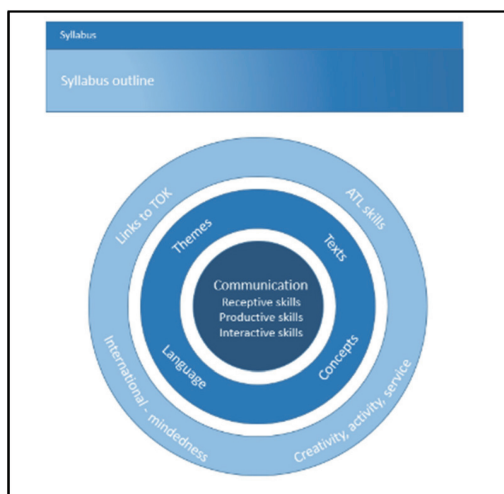 Syllabus
Syllabus outline
Links to TOK
ATL skills
Themes
Texts
Communication
Receptive skills
Productive skills
Interactive skills
Language
Concepts
International - mindedness
Creativity, activity, service